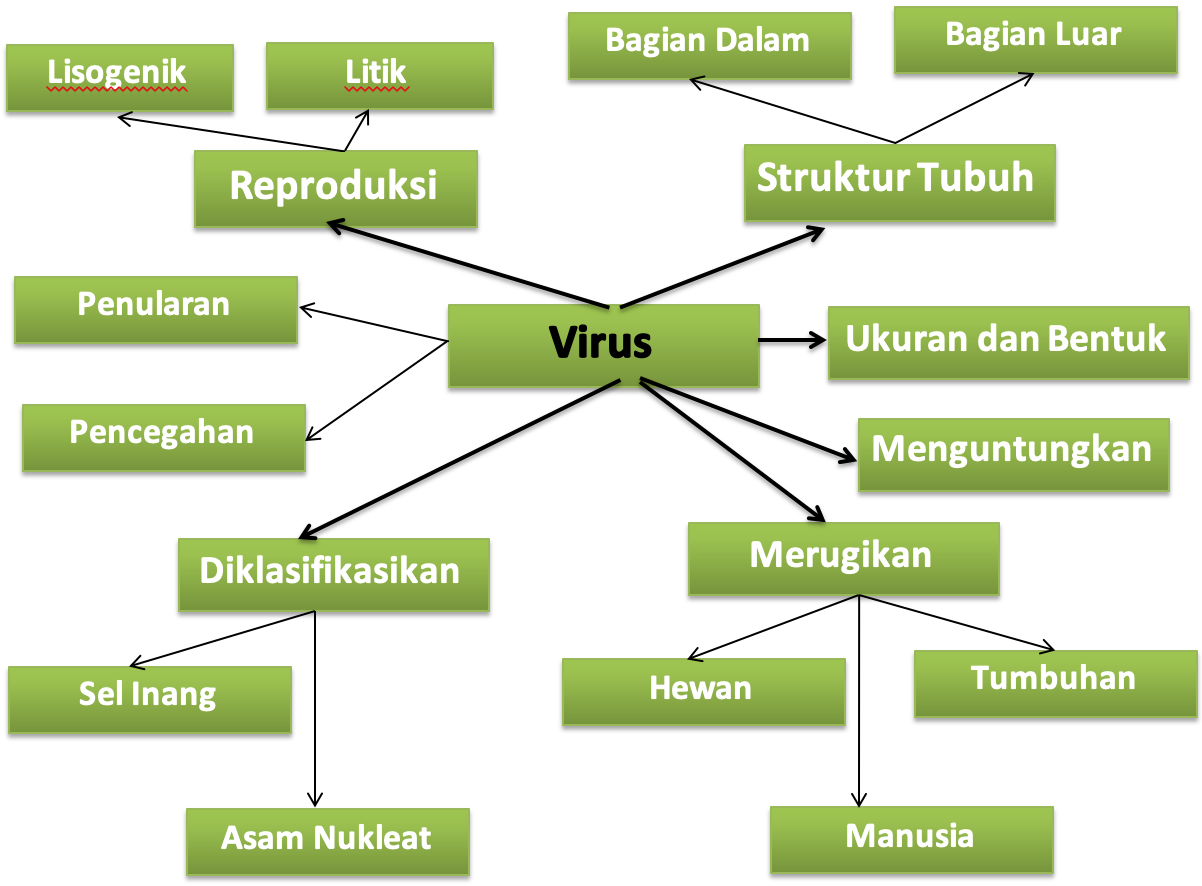 Bagian Dalam
Bagian Luar
Lisogenik
Litik
Reproduksi
Struktur Tubuh
Penularan
Virus
Ukuran dan Bentuk
Pencegahan
Menguntungkan
Diklasifikasikan
Merugikan
Sel Inang
Hewan
Tumbuhan
Asam Nukleat
Manusia